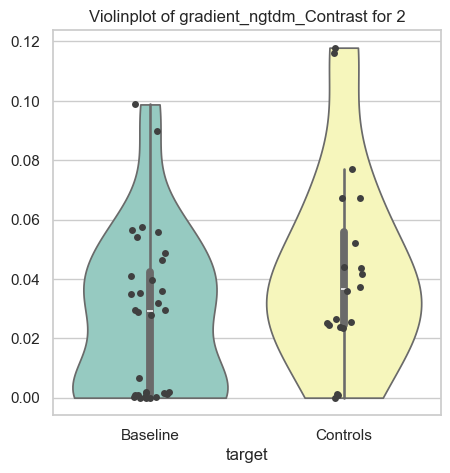 Violinplot of gradient_ngtdm_Contrast for 2
0.12
0.10
0.08
0.06
0.04
0.02
0.00
Baseline Controls
target